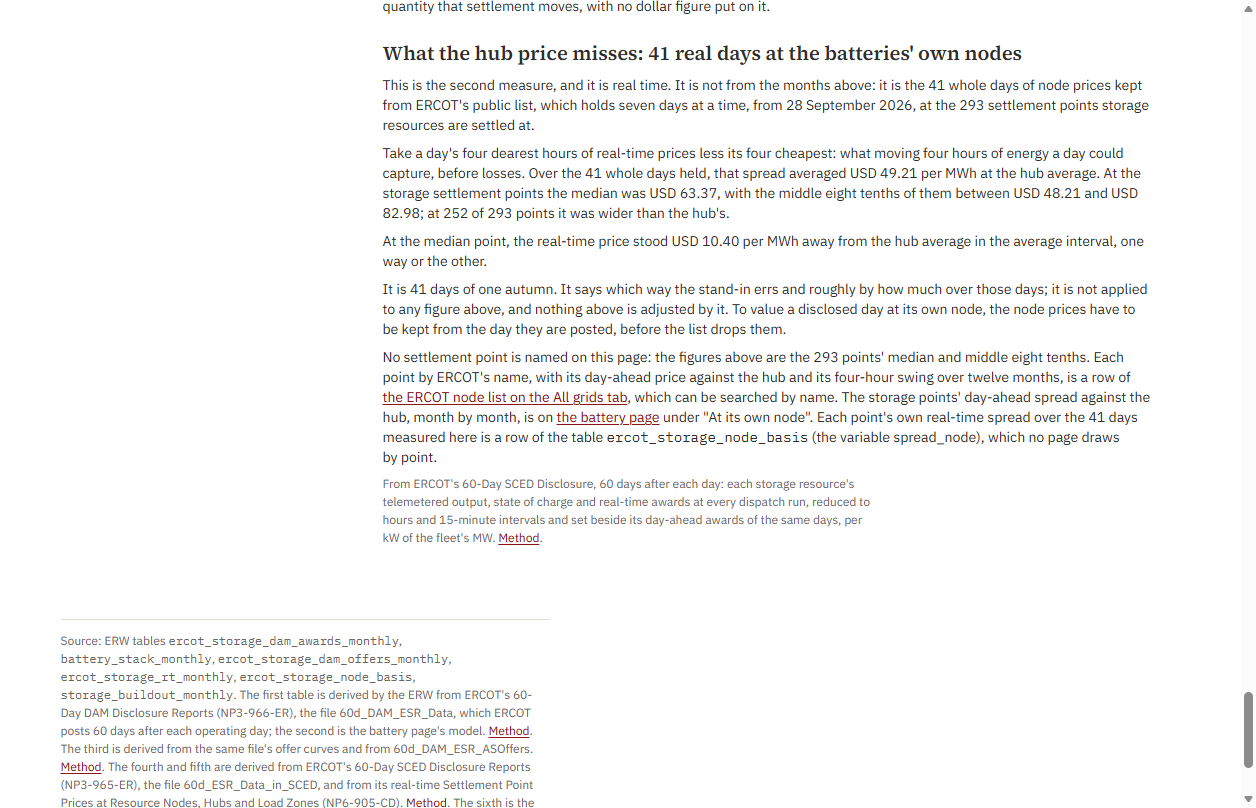 quantity that settlement moves, with no dollar figure put on it.
What the hub price misses: 41 real days at the batteries' own nodes
This is the second measure, and it is real time. It is not from the months above: it is the 41 whole days of node prices kept
from ERCOT's public list, which holds seven days at a time, from 28 September 2026, at the 293 settlement points storage
resources are settled at.
Take a day's four dearest hours of real-time prices less its four cheapest: what moving four hours of energy a day could
capture, before losses. Over the 41 whole days held, that spread averaged USD 49.21 per MWh at the hub average. At the
storage settlement points the median was USD 63.37, with the middle eight tenths of them between USD 48.21 and USD
82.98; at 252 of 293 points it was wider than the hub's.
At the median point, the real-time price stood USD 10.40 per MWh away from the hub average in the average interval, one
way or the other.
It is 41 days of one autumn. It says which way the stand-in errs and roughly by how much over those days; it is not applied
to any figure above, and nothing above is adjusted by it. To value a disclosed day at its own node, the node prices have to
be kept from the day they are posted, before the list drops them.
No settlement point is named on this page: the figures above are the 293 points' median and middle eight tenths. Each
point by ERCOT's name, with its day-ahead price against the hub and its four-hour swing over twelve months, is a row of
the ERCOT node list on the All grids tab, which can be searched by name. The storage points' day-ahead spread against the
hub, month by month, is on the battery page under "At its own node". Each point's own real-time spread over the 41 days
measured here is a row of the table ercot_storage_node_basis (the variable spread_node), which no page draws
by point.
From ERCOT's 60-Day SCED Disclosure, 60 days after each day: each storage resource's
telemetered output, state of charge and real-time awards at every dispatch run, reduced to
hours and 15-minute intervals and set beside its day-ahead awards of the same days, per
kW of the fleet's MW. Method.
Source: ERW tables ercot_storage_dam_awards_monthly,
battery_stack_monthly, ercot_storage_dam_offers_monthly,
ercot_storage_rt_monthly, ercot_storage_node_basis,
storage_buildout_monthly. The first table is derived by the ERW from ERCOT's 60-
Day DAM Disclosure Reports (NP3-966-ER), the file 60d_DAM_ESR_Data, which ERCOT
posts 60 days after each operating day; the second is the battery page's model. Method.
The third is derived from the same file's offer curves and from 60d_DAM_ESR_ASOffers.
Method. The fourth and fifth are derived from ERCOT's 60-Day SCED Disclosure Reports
(NP3-965-ER), the file 60d_ESR_Data_in_SCED, and from its real-time Settlement Point
Prices at Resource Nodes, Hubs and Load Zones (NP6-905-CD). Method. The sixth is the